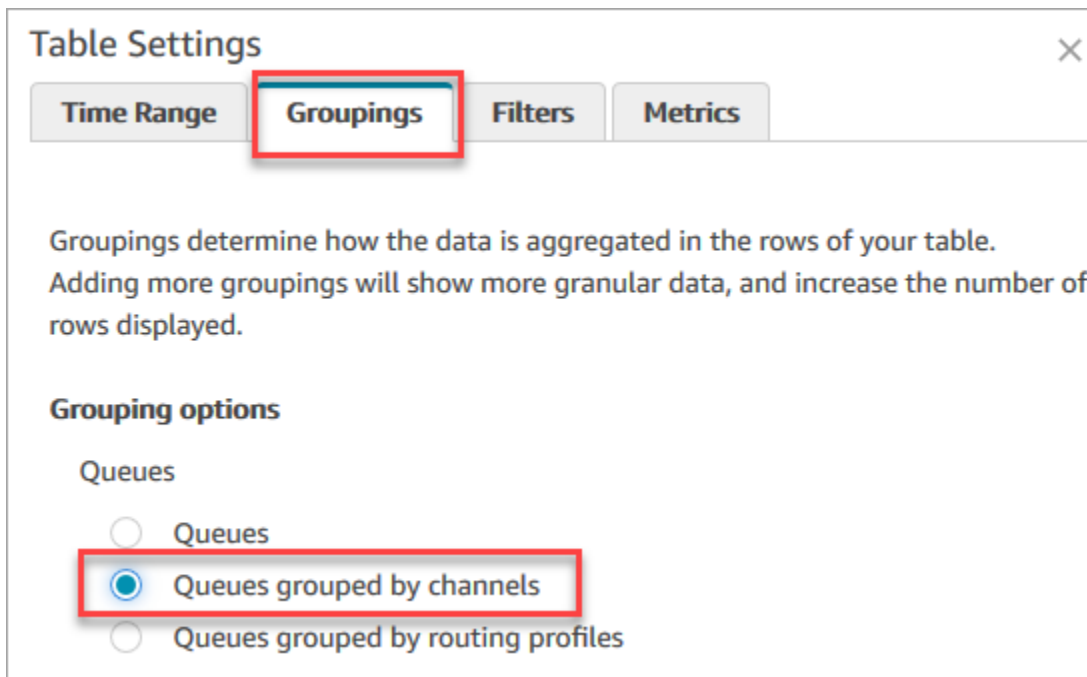 Table Settings
Time Range Groupings Filters Metrics
Groupings determine how the data is aggregated in the rows of your table.
Adding more groupings will show more granular data, and increase the number of
rows displayed.
Grouping options
Queues
Queues
Queues grouped by channels
Queues grouped by routing profiles